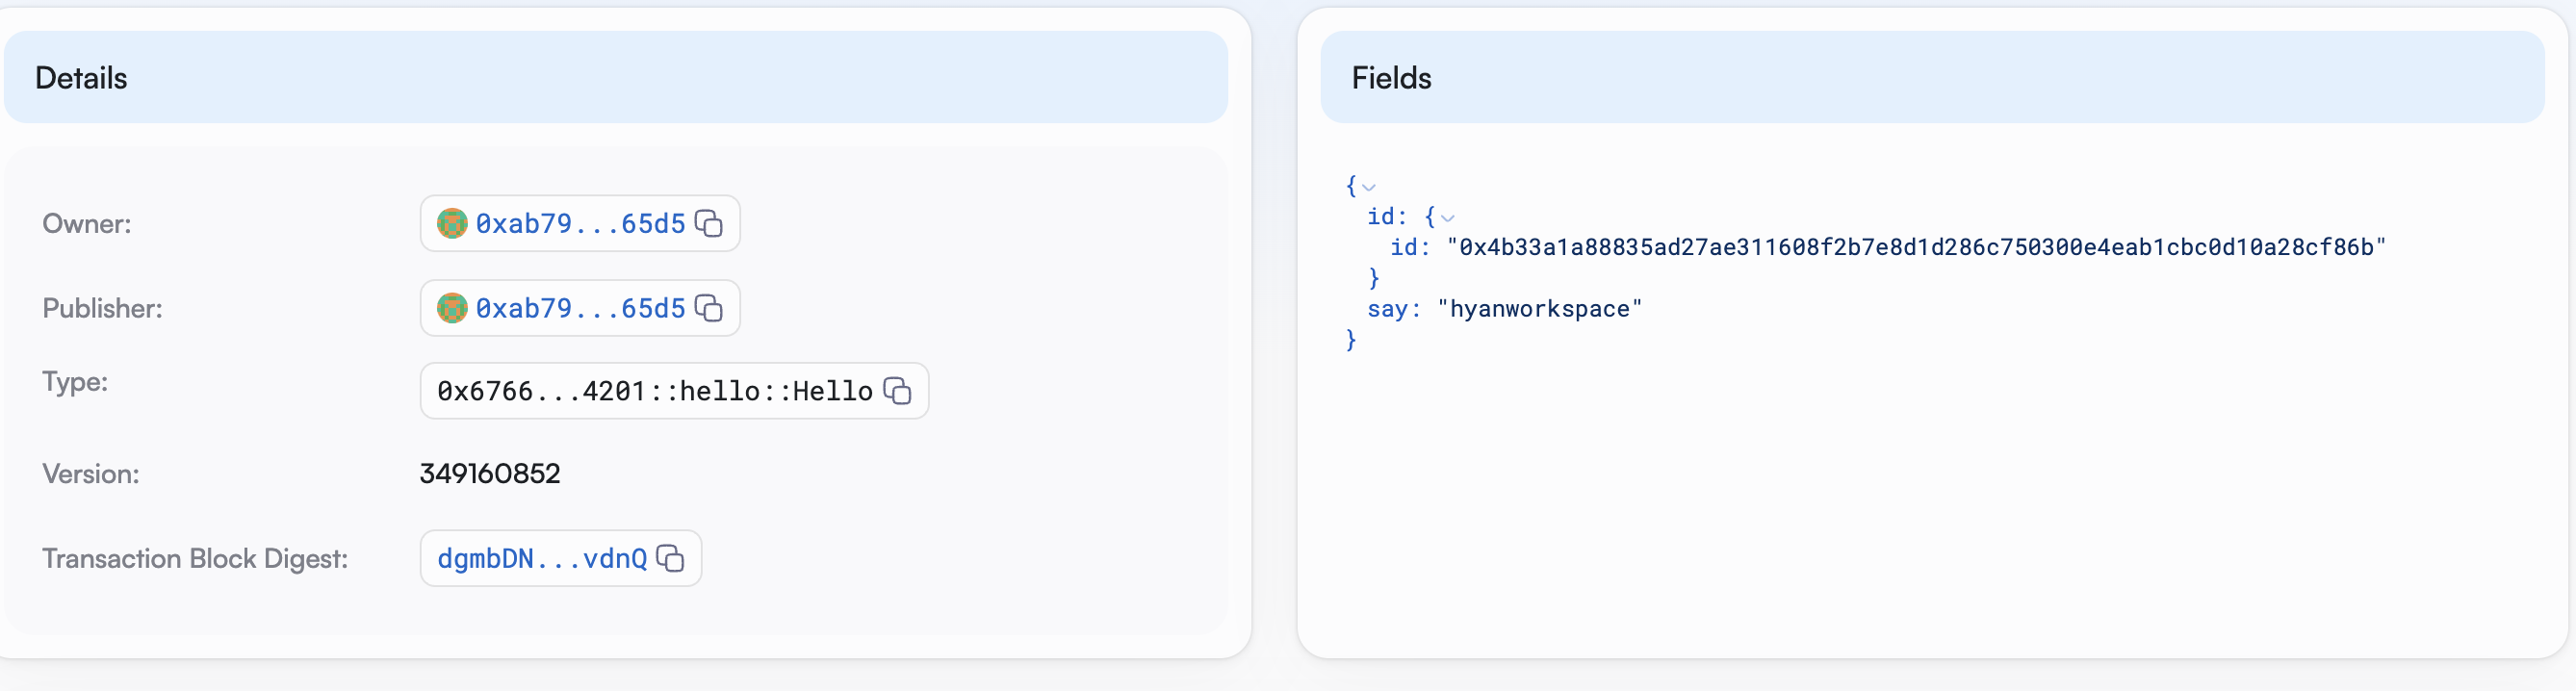 Details
Owner:
0xab79...65d5
Publisher:
0xab79...65d5
Type:
0x6766...4201::hello::Hello
Version:
349160852
Transaction Block Digest:
dgmbDN...vdnQ
Fields
{
id: {
id: "0x4b33a1a88835ad27ae311608f2b7e8d1d286c750300e4eab1cbc0d10a28cf86b"
}
say: "hyanworkspace"
}